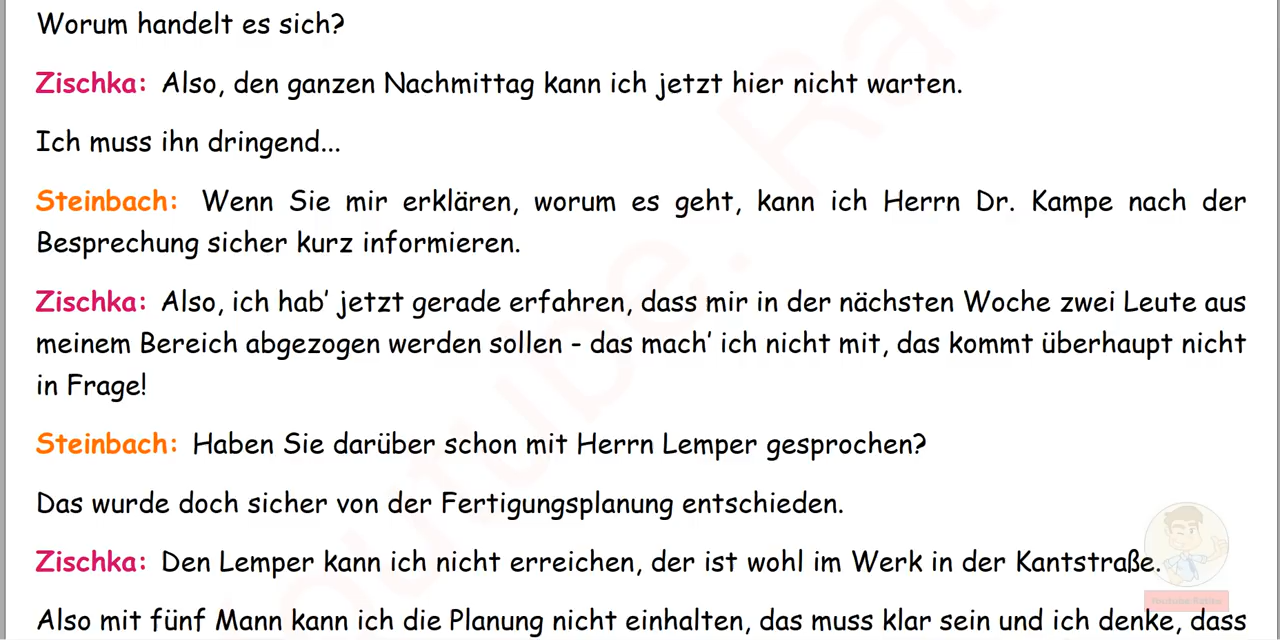 Worum handelt es sich?
Zischka: Also, den ganzen Nachmittag kann ich jetzt hier nicht warten.
Ich muss ihn dringend...
Steinbach: Wenn Sie mir erklären, worum es geht, kann ich Herrn Dr. Kampe nach der
Besprechung sicher kurz informieren.
Zischka: Also, ich hab’ jetzt gerade erfahren, dass mir in der nächsten Woche zwei Leute aus
meinem Bereich abgezogen werden sollen - das mach’ ich nicht mit, das kommt überhaupt nicht
in Frage!
Steinbach: Haben Sie darüber schon mit Herrn Lemper gesprochen?
Das wurde doch sicher von der Fertigungsplanung entschieden.
Zischka: Den Lemper kann ich nicht erreichen, der ist wohl im Werk in der Kantstraße.
Also mit fünf Mann kann ich die Planung nicht einhalten, das muss klar sein und ich denke, dass